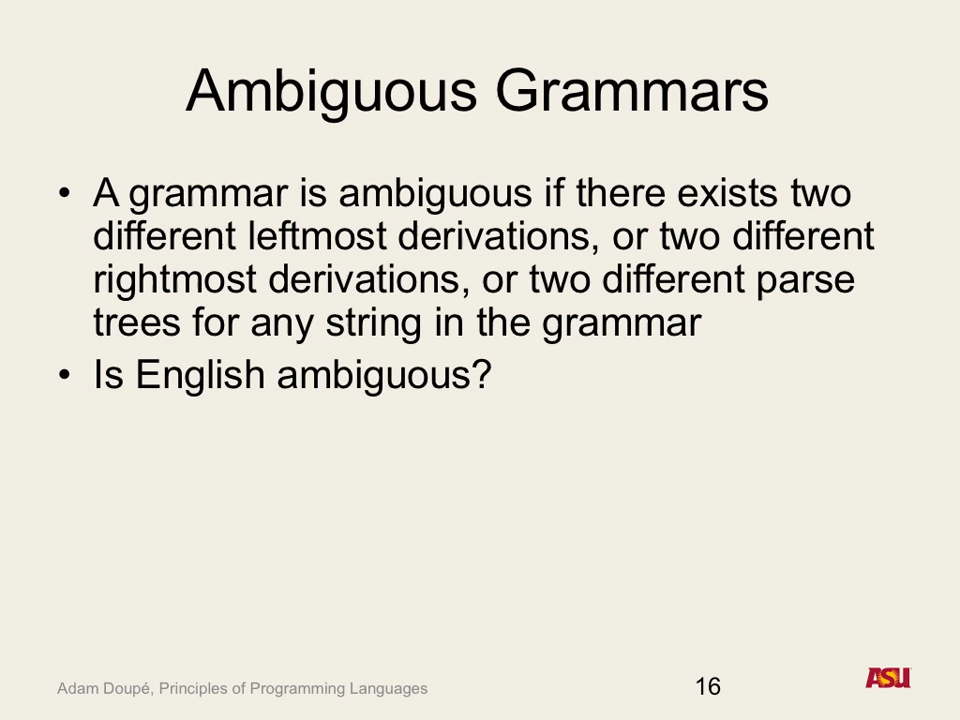 Ambiguous Grammars
• A grammar is ambiguous if there exists two
different leftmost derivations, or two different
rightmost derivations, or two different parse
trees for any string in the grammar
• Is English ambiguous?
Adam Doupé, Principles of Programming Languages
16
ASU